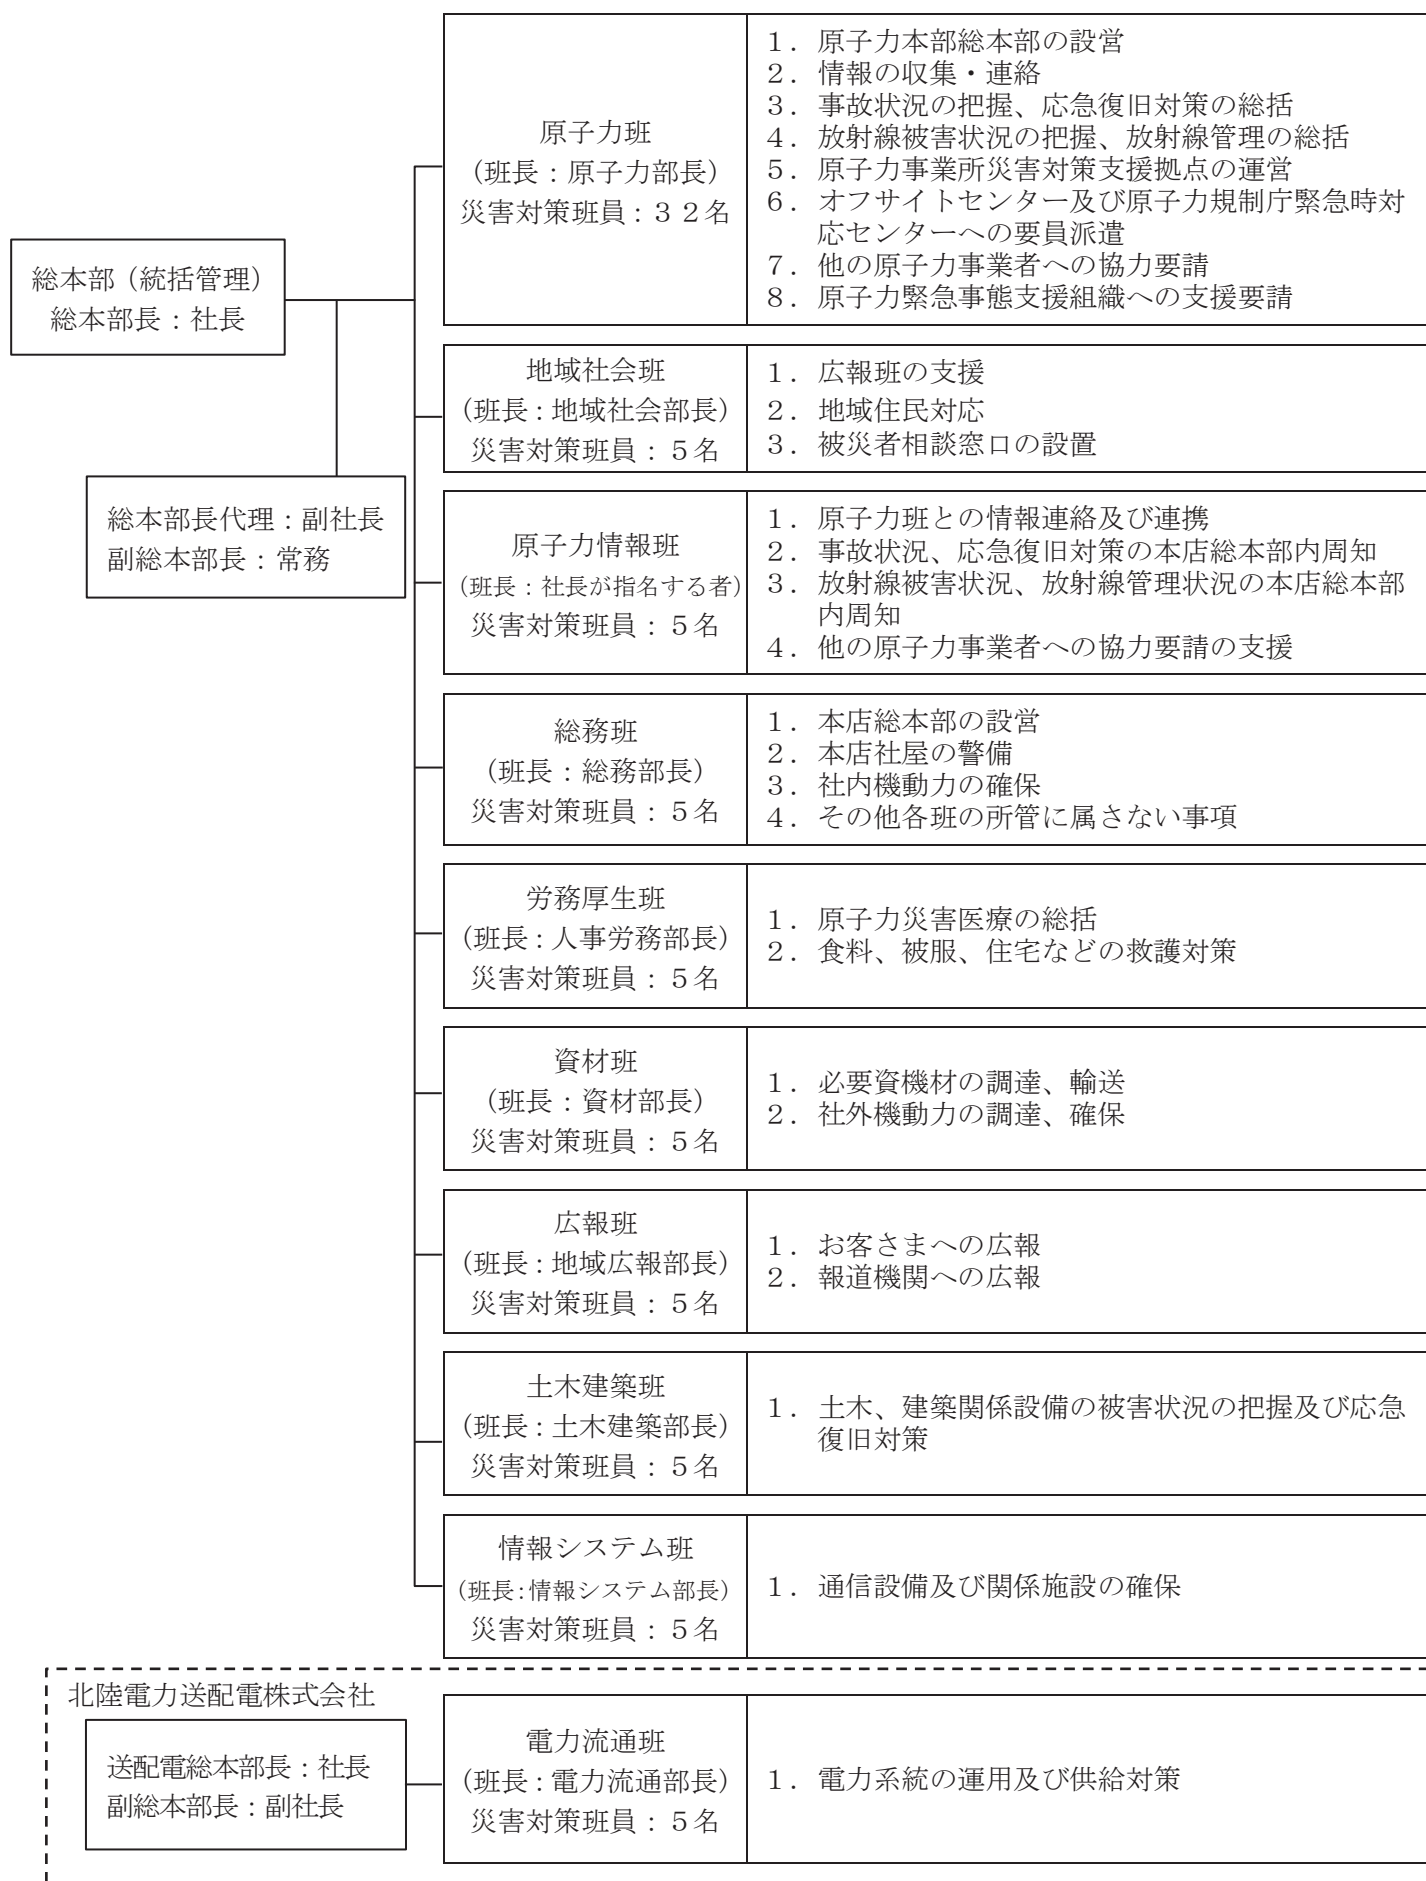 総本部（統括管理）
総本部長：社長
総本部長代理：副社長
副総本部長：常務
原子力班
（班長：原子力部長）
災害対策班員：３２名
１．原子力本部総本部の設営
２．情報の収集・連絡
３．事故状況の把握、応急復旧対策の総括
４．放射線被害状況の把握、放射線管理の総括
５．原子力事業所災害対策支援拠点の運営
６．オフサイトセンター及び原子力規制庁緊急時対
応センターへの要員派遣
７．他の原子力事業者への協力要請
８．原子力緊急事態支援組織への支援要請
地域社会班
（班長：地域社会部長）
災害対策班員：５名
１．広報班の支援
２．地域住民対応
３．被災者相談窓口の設置
原子力情報班
（班長：社長が指名する者）
災害対策班員：５名
１．原子力班との情報連絡及び連携
２．事故状況、応急復旧対策の本店総本部内周知
３．放射線被害状況、放射線管理状況の本店総本部
内周知
４．他の原子力事業者への協力要請の支援
総務班
（班長：総務部長）
災害対策班員：５名
１．本店総本部の設営
２．本店社屋の警備
３．社内機動力の確保
４．その他各班の所管に属さない事項
労務厚生班
（班長：人事労務部長）
災害対策班員：５名
１．原子力災害医療の総括
２．食料、被服、住宅などの救護対策
資材班
（班長：資材部長）
災害対策班員：５名
１．必要資機材の調達、輸送
２．社外機動力の調達、確保
広報班
（班長：地域広報部長）
災害対策班員：５名
１．お客さまへの広報
２．報道機関への広報
土木建築班
（班長：土木建築部長）
災害対策班員：５名
１．土木、建築関係設備の被害状況の把握及び応急
復旧対策
情報システム班
（班長：情報システム部長）
災害対策班員：５名
１．通信設備及び関係施設の確保
北陸電力送配電株式会社
送配電総本部長：社長
副総本部長：副社長
電力流通班
（班長：電力流通部長）
災害対策班員：５名
１．電力系統の運用及び供給対策